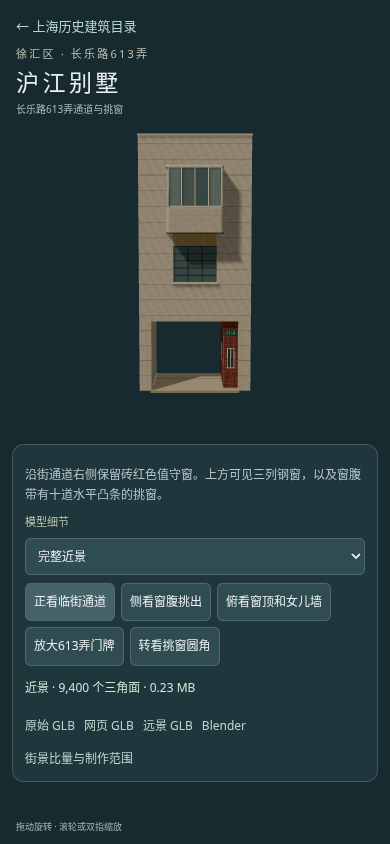 ← 上海历史建筑目录
徐汇区 · 长乐路613弄
沪江别墅
长乐路613弄通道与挑窗
沿街通道右侧保留砖红色值守窗。上方可见三列钢窗，以及窗腹
带有十道水平凸条的挑窗。
模型细节
完整近景
正看临街通道 侧看窗腹挑出 俯看窗顶和女儿墙
放大613弄门牌 转看挑窗圆角
近景 · 9,400 个三角面 · 0.23 MB
原始 GLB 网页 GLB 远景 GLB Blender
街景比量与制作范围
拖动旋转 · 滚轮或双指缩放